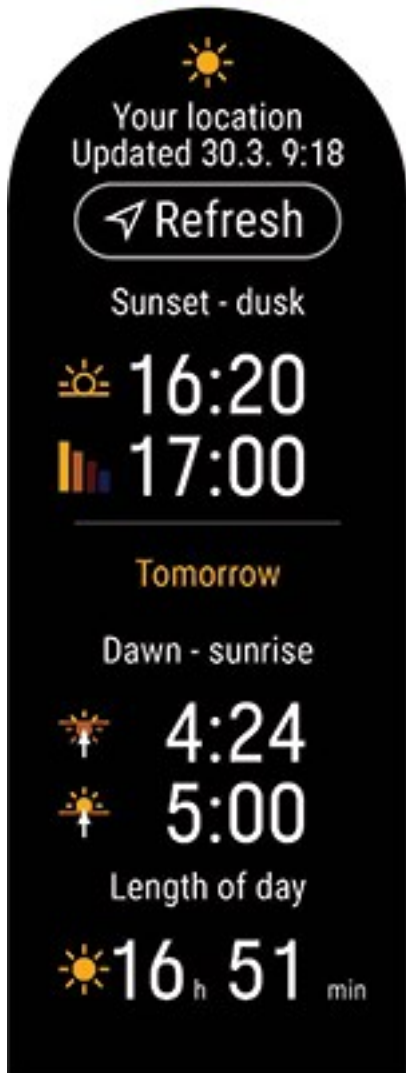 Your location
Updated 30.3. 9:18
Refresh
Sunset - dusk
16:20
17:00
Tomorrow
Dawn - sunrise
4:24
5:00
Length of day
16 h 51 min